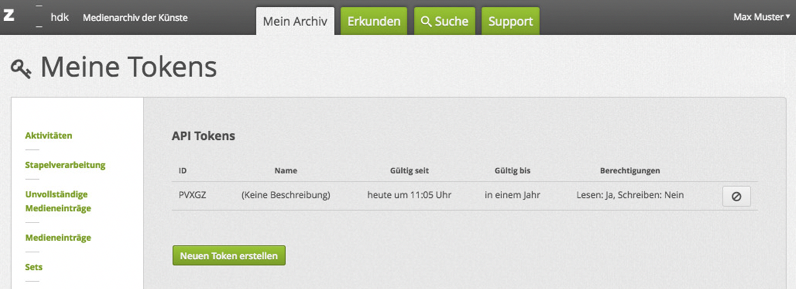 Z hdk Medienarchiv der Künste Mein Archiv Erkunden Suche Support Max Muster
Meine Tokens
Aktivitäten
Stapelverarbeitung
Unvollständige
Medieneinträge
Medieneinträge
Sets
API Tokens
ID Name Gültig seit Gültig bis Berechtigungen
PVXGZ (Keine Beschreibung) heute um 11:05 Uhr in einem Jahr Lesen: Ja, Schreiben: Nein
Neuen Token erstellen